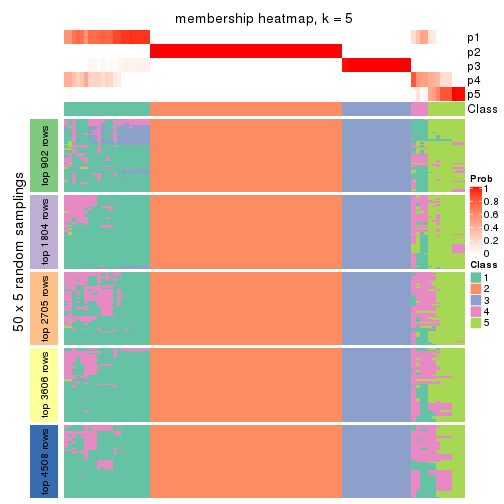 membership heatmap, k = 5
p1
p2
p3
p4
p5
Class
50 x 5 random samplings
top 902 rows
top 1804 rows
top 2706 rows
top 3606 rows
top 4508 rows
Prob
1
0.8
0.6
0.4
0.2
0
Class
1
2
3
4
5